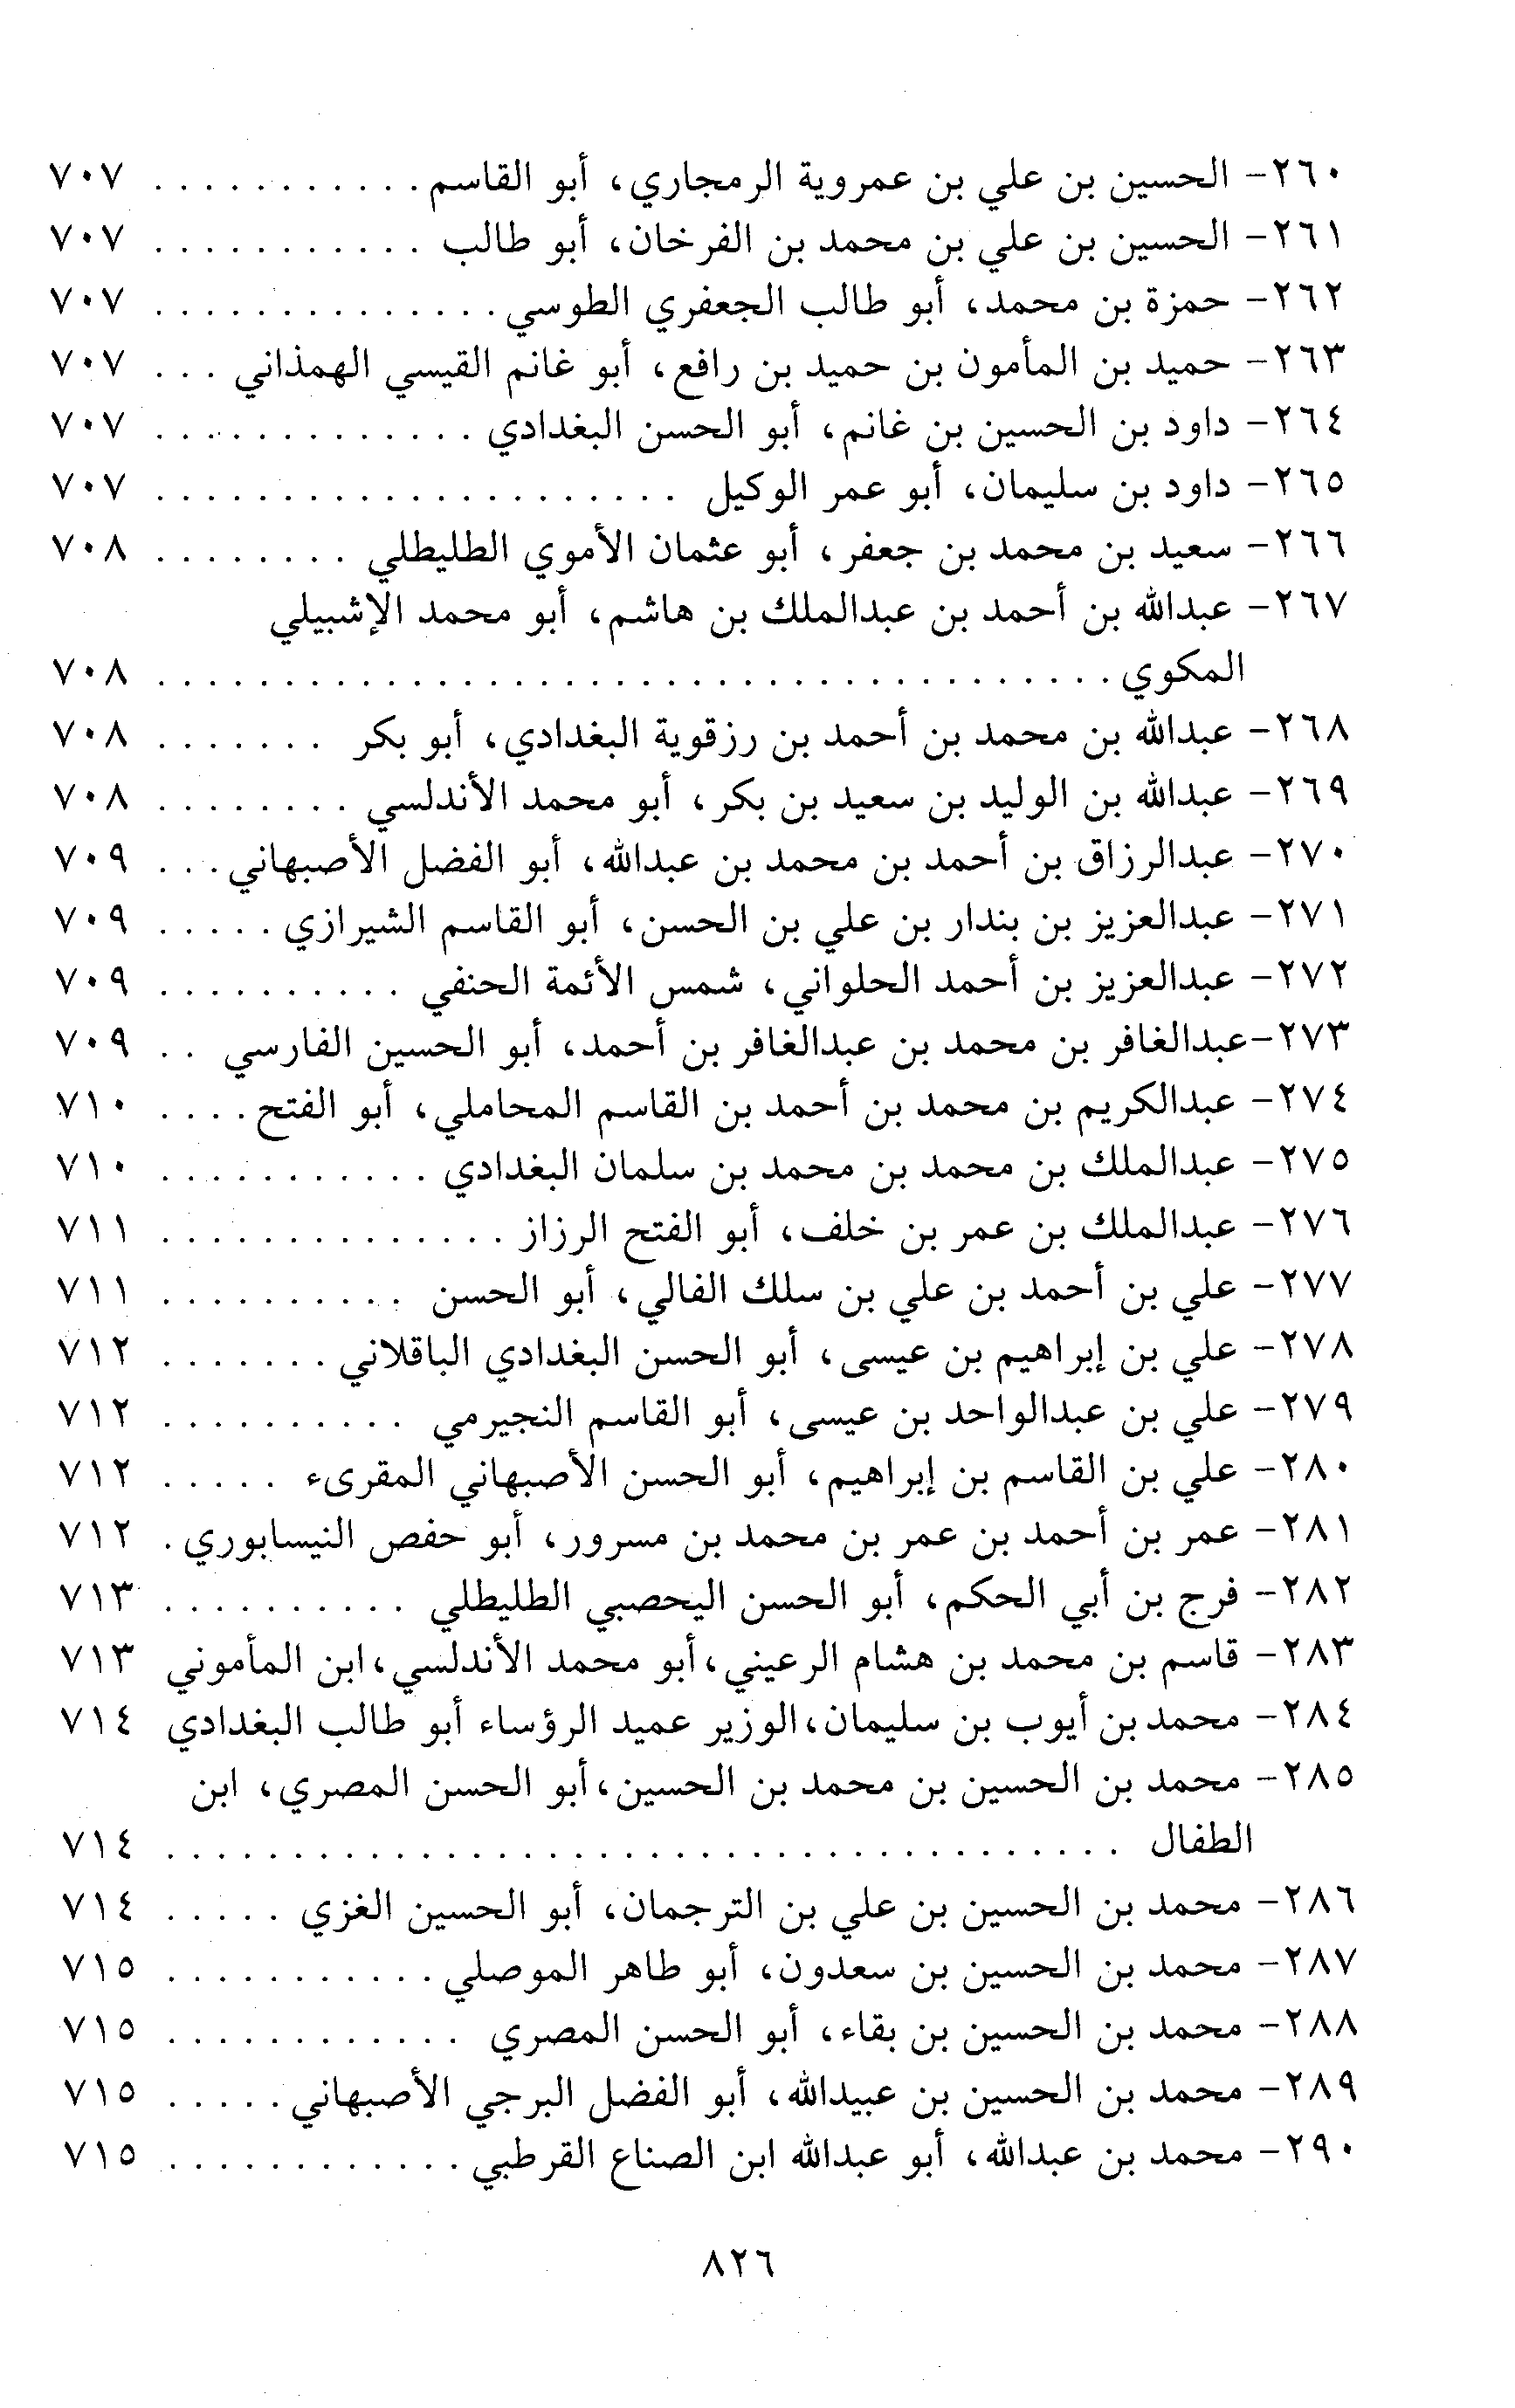 ٢٦٠- الحسين بن علي بن عمروية الرمجاري، أبو القاسم . . . . . . . . . . . ٧٠٧
٢٦١- الحسين بن علي بن محمد بن الفرخان، أبو طالب . . . . . . . . . . . ٧٠٧
٢٦٢- حمزة بن محمد، أبو طالب الجعفري الطوسي . . . . . . . . . . . . . . ٧٠٧
٢٦٣- حميد بن المأمون بن حميد بن رافع، أبو غانم القيسي الهمذاني . . . ٧٠٧
٢٦٤- داود بن الحسين بن غانم، أبو الحسن البغدادي . . . . . . . . . . . . . ٧٠٧
٢٦٥- داود بن سليمان، أبو عمر الوكيل . . . . . . . . . . . . . . . . . . . . . ٧٠٧
٢٦٦- سعيد بن محمد بن جعفر، أبو عثمان الأموي الطليطلي . . . . . . . . ٧٠٨
٢٦٧- عبدالله بن أحمد بن عبدالملك بن هاشم، أبو محمد الإشبيلي
المكوي . . . . . . . . . . . . . . . . . . . . . . . . . . . . . . . . . . . . . . ٧٠٨
٢٦٨- عبدالله بن محمد بن أحمد بن رزقوية البغدادي، أبو بكر . . . . . . . ٧٠٨
٢٦٩- عبدالله بن الوليد بن سعيد بن بكر، أبو محمد الأندلسي . . . . . . . . ٧٠٨
٢٧٠- عبدالرزاق بن أحمد بن محمد بن عبدالله، أبو الفضل الأصبهاني . . . ٧٠٩
٢٧١- عبدالعزيز بن بندار بن علي بن الحسن، أبو القاسم الشيرازي . . . . . ٧٠٩
٢٧٢- عبدالعزيز بن أحمد الحلواني، شمس الأئمة الحنفي . . . . . . . . . . ٧٠٩
٢٧٣-عبدالغافر بن محمد بن عبدالغافر بن أحمد، أبو الحسين الفارسي . . ٧٠٩
٢٧٤- عبدالكريم بن محمد بن أحمد بن القاسم المحاملي، أبو الفتح . . . . ٧١٠
٢٧٥- عبدالملك بن محمد بن محمد بن سلمان البغدادي . . . . . . . . . . . ٧١٠
٢٧٦- عبدالملك بن عمر بن خلف، أبو الفتح الرزاز . . . . . . . . . . . . . . ٧١١
٢٧٧- علي بن أحمد بن علي بن سلك الفالي، أبو الحسن . . . . . . . . . . ٧١١
٢٧٨- علي بن إبراهيم بن عيسى، أبو الحسن البغدادي الباقلاني . . . . . . . ٧١٢
٢٧٩- علي بن عبدالواحد بن عيسى، أبو القاسم النجيرمي . . . . . . . . . . ٧١٢
٢٨٠- علي بن القاسم بن إبراهيم، أبو الحسن الأصبهاني المقرىء . . . . . ٧١٢
٢٨١- عمر بن أحمد بن عمر بن محمد بن مسرور، أبو حفص النيسابوري . ٧١٢
٢٨٢- فرج بن أبي الحكم، أبو الحسن اليحصبي الطليطلي . . . . . . . . . . ٧١٣
٢٨٣- قاسم بن محمد بن هشام الرعيني،أبو محمد الأندلسي،ابن المأموني ٧١٣
٢٨٤- محمد بن أيوب بن سليمان،الوزير عميد الرؤساء أبو طالب البغدادي ٧١٤
٢٨٥- محمد بن الحسين بن محمد بن الحسين،أبو الحسن المصري، ابن
الطفال . . . . . . . . . . . . . . . . . . . . . . . . . . . . . . . . . . . . . . ٧١٤
٢٨٦- محمد بن الحسين بن علي بن الترجمان، أبو الحسين الغزي . . . . . ٧١٤
٢٨٧- محمد بن الحسين بن سعدون، أبو طاهر الموصلي . . . . . . . . . . . ٧١٥
٢٨٨- محمد بن الحسين بن بقاء، أبو الحسن المصري . . . . . . . . . . . . ٧١٥
٢٨٩- محمد بن الحسين بن عبيدالله، أبو الفضل البرجي الأصبهاني . . . . . ٧١٥
٢٩٠- محمد بن عبدالله، أبو عبدالله ابن الصناع القرطبي . . . . . . . . . . . . ٧١٥
٨٢٦